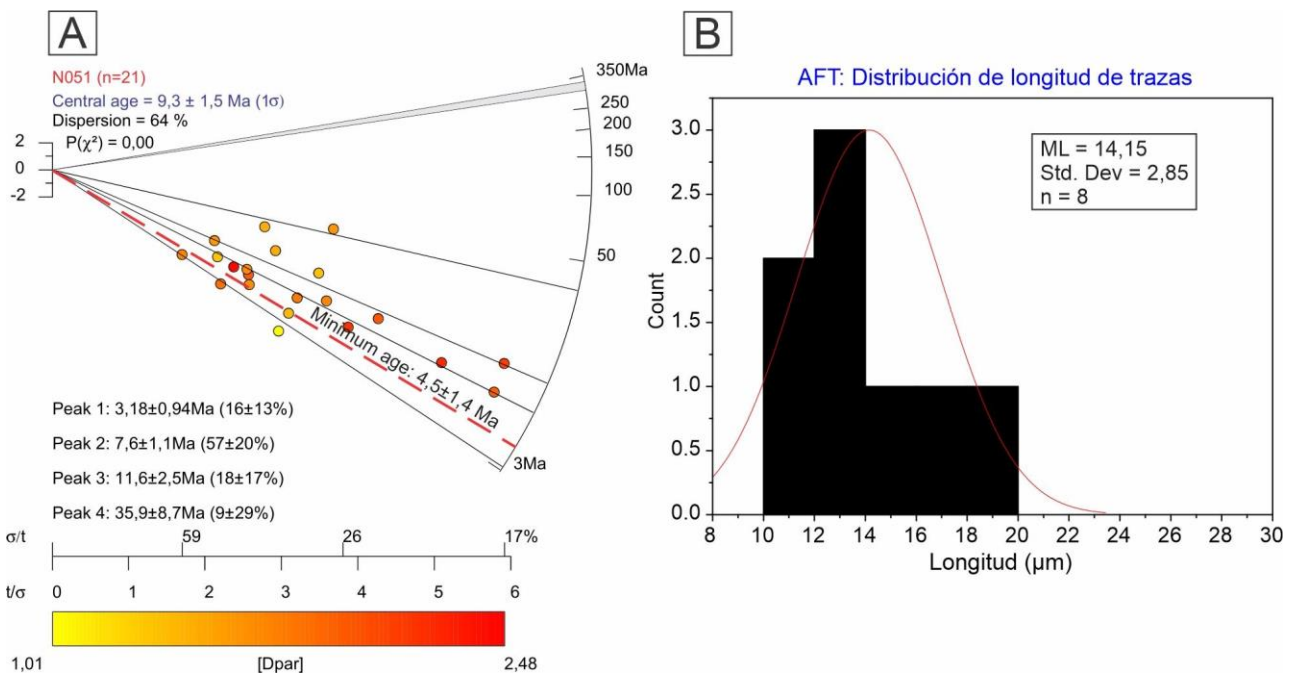 A
N051 (n=21)
Central age = 9,3 ± 1,5 Ma (1σ)
Dispersion = 64 %
P(χ²) = 0,00
2
0
-2
350Ma
250
200
150
100
50
3Ma
Minimum age: 4,5±1,4 Ma
Peak 1: 3,18±0,94Ma (16±13%)
Peak 2: 7,6±1,1Ma (57±20%)
Peak 3: 11,6±2,5Ma (18±17%)
Peak 4: 35,9±8,7Ma (9±29%)
σ/t 59 26 17%
t/σ 0 1 2 3 4 5 6
1,01 [Dpar] 2,48
B
AFT: Distribución de longitud de trazas
ML = 14,15
Std. Dev = 2,85
n = 8
Count
3.0
2.5
2.0
1.5
1.0
0.5
0.0
8 10 12 14 16 18 20 22 24 26 28 30
Longitud (µm)